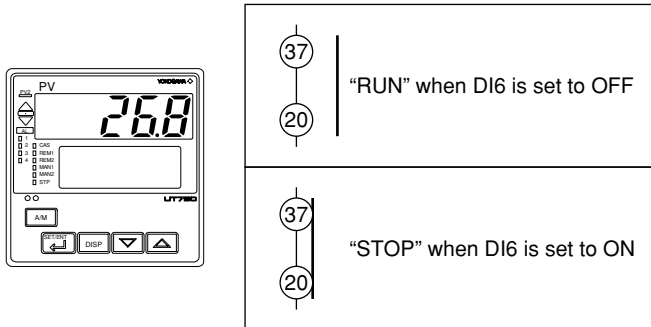 PV
YOKOGAWA
PV2
26.8
AL
1
2 CAS
3 REM1
4 REM2
MAN1
MAN2
STP
UT750
A/M
SET/ENT
DISP
37
20
“RUN” when DI6 is set to OFF
37
20
“STOP” when DI6 is set to ON